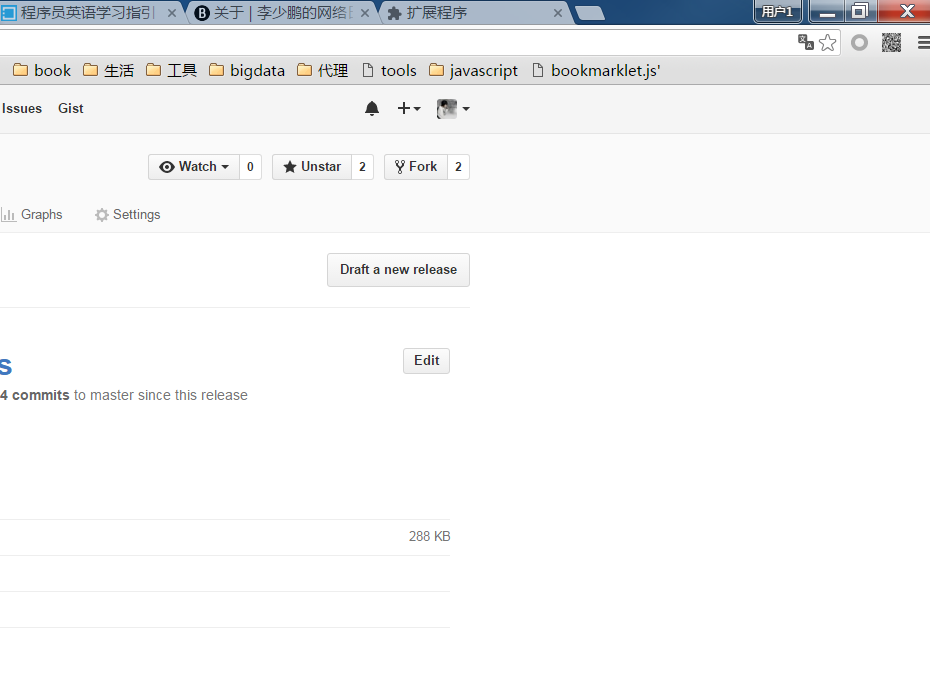 程序员英语学习指引 关于 | 李少鹏的网络日 扩展程序 用户1
book 生活 工具 bigdata 代理 tools javascript bookmarklet.js'
Issues Gist
Watch 0 Unstar 2 Fork 2
Graphs Settings
Draft a new release
s Edit
4 commits to master since this release
288 KB